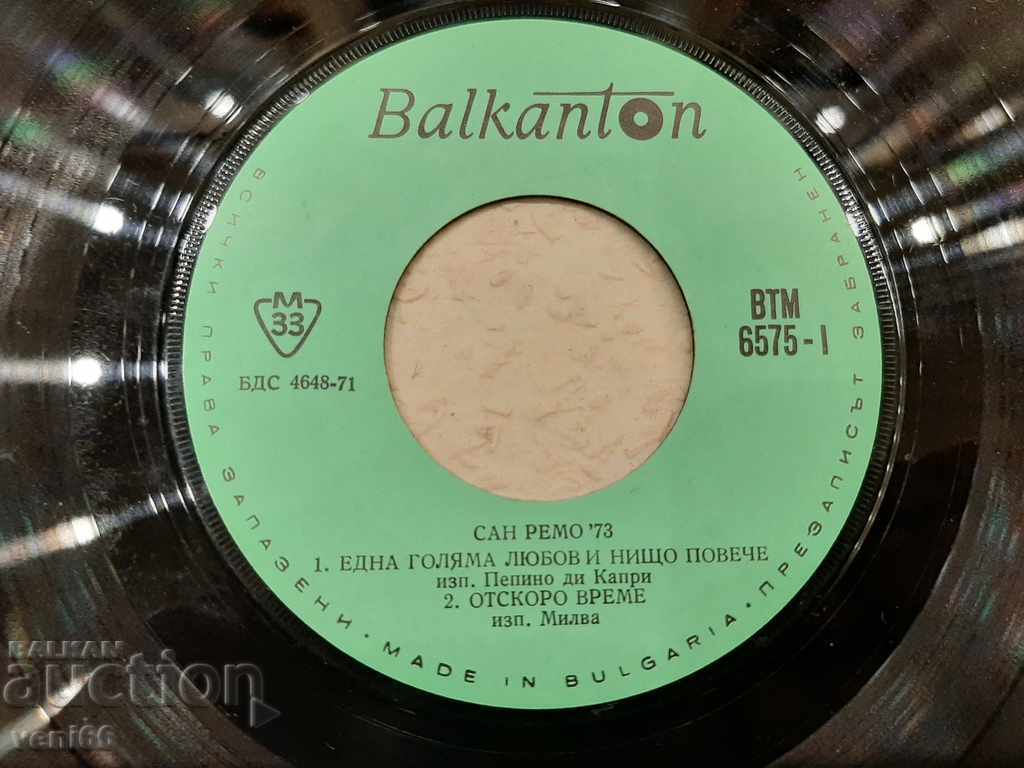 Balkanton
ВСИЧКИ ПРАВА ЗАПАЗЕНИ · MADE IN BULGARIA · ПРЕЗАПИСЪТ ЗАБРАНЕН
М
33
БДС 4648-71
ВТМ
6575-I
САН РЕМО '73
1. ЕДНА ГОЛЯМА ЛЮБОВ И НИЩО ПОВЕЧЕ
изп. Пепино ди Капри
2. ОТСКОРО ВРЕМЕ
изп. Милва
BALKAN
auction
veni66